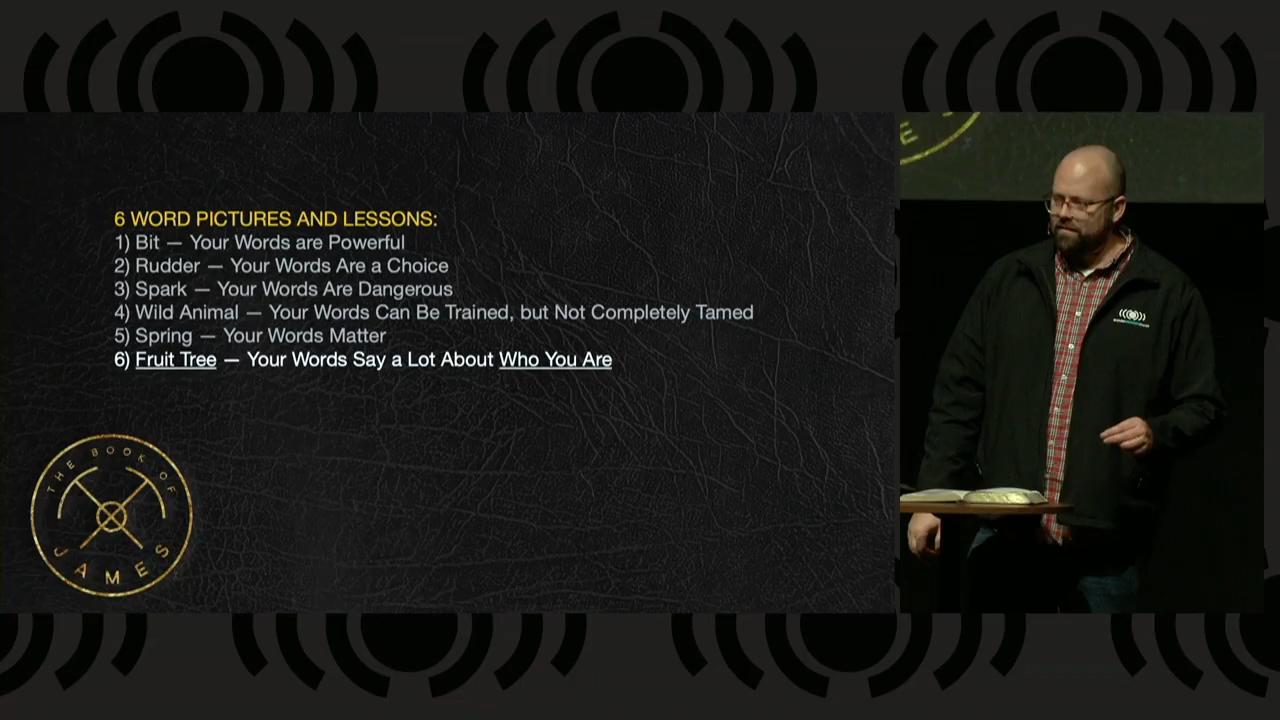 6 WORD PICTURES AND LESSONS:
1) Bit — Your Words are Powerful
2) Rudder — Your Words Are a Choice
3) Spark — Your Words Are Dangerous
4) Wild Animal — Your Words Can Be Trained, but Not Completely Tamed
5) Spring — Your Words Matter
6) Fruit Tree — Your Words Say a Lot About Who You Are
THE BOOK OF
JAMES